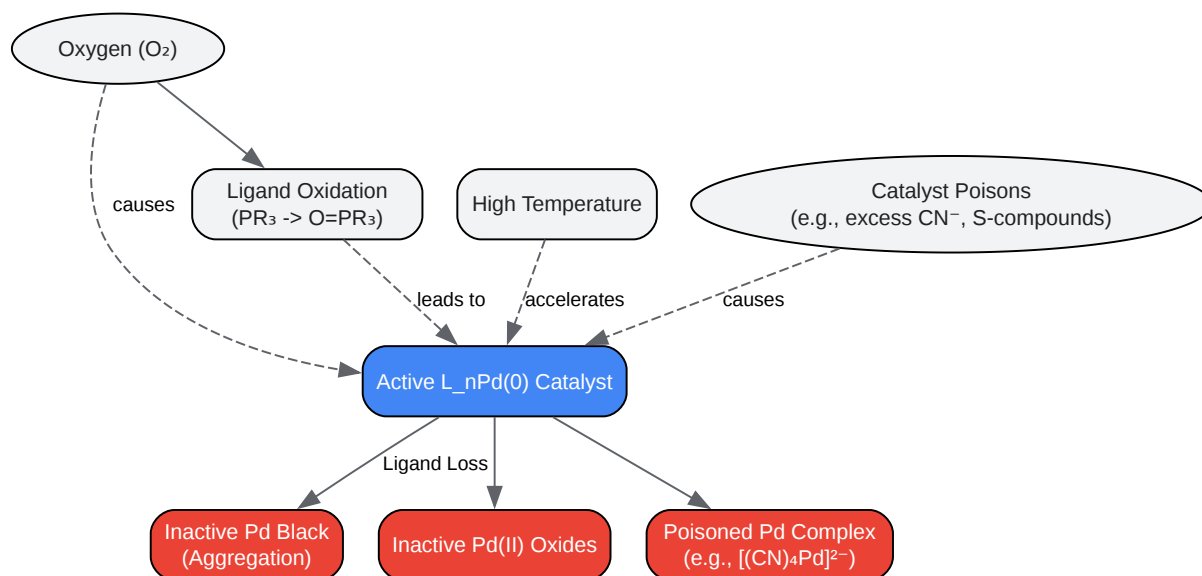 Oxygen (O₂)
Ligand Oxidation
(PR₃ -> O=PR₃)
High Temperature
Catalyst Poisons
(e.g., excess CN⁻, S-compounds)
causes
leads to
accelerates
causes
Active L_nPd(0) Catalyst
Ligand Loss
Inactive Pd Black
(Aggregation)
Inactive Pd(II) Oxides
Poisoned Pd Complex
(e.g., [(CN)₄Pd]²⁻)